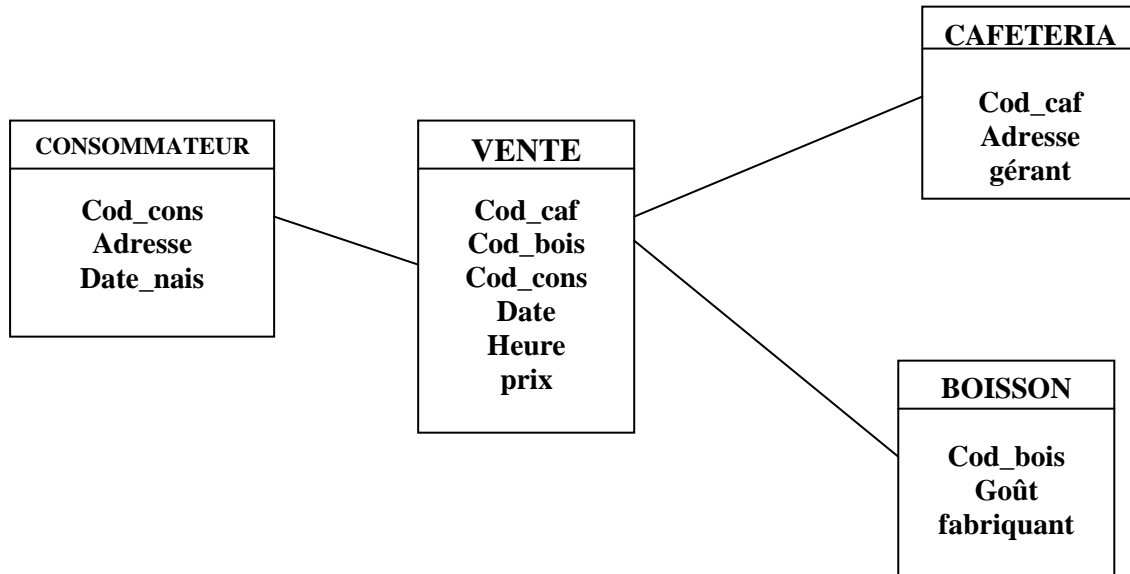 CONSOMMATEUR
Cod_cons
Adresse
Date_nais
VENTE
Cod_caf
Cod_bois
Cod_cons
Date
Heure
prix
CAFETERIA
Cod_caf
Adresse
gérant
BOISSON
Cod_bois
Goût
fabriquant